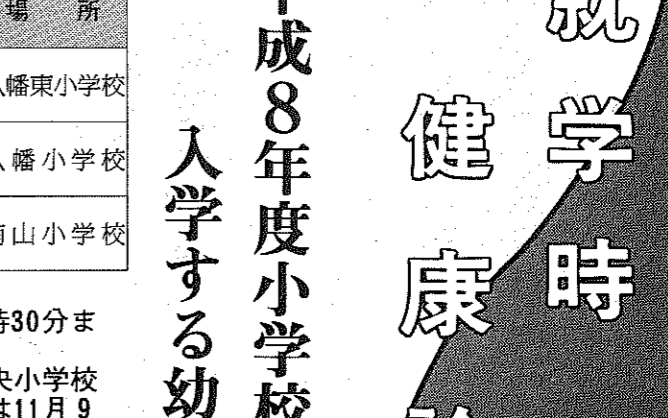 就学時
健康
成8年度小学校
入学する幼
場所
幡東小学校
幡小学校
山小学校
時30分ま
央小学校
は11月9